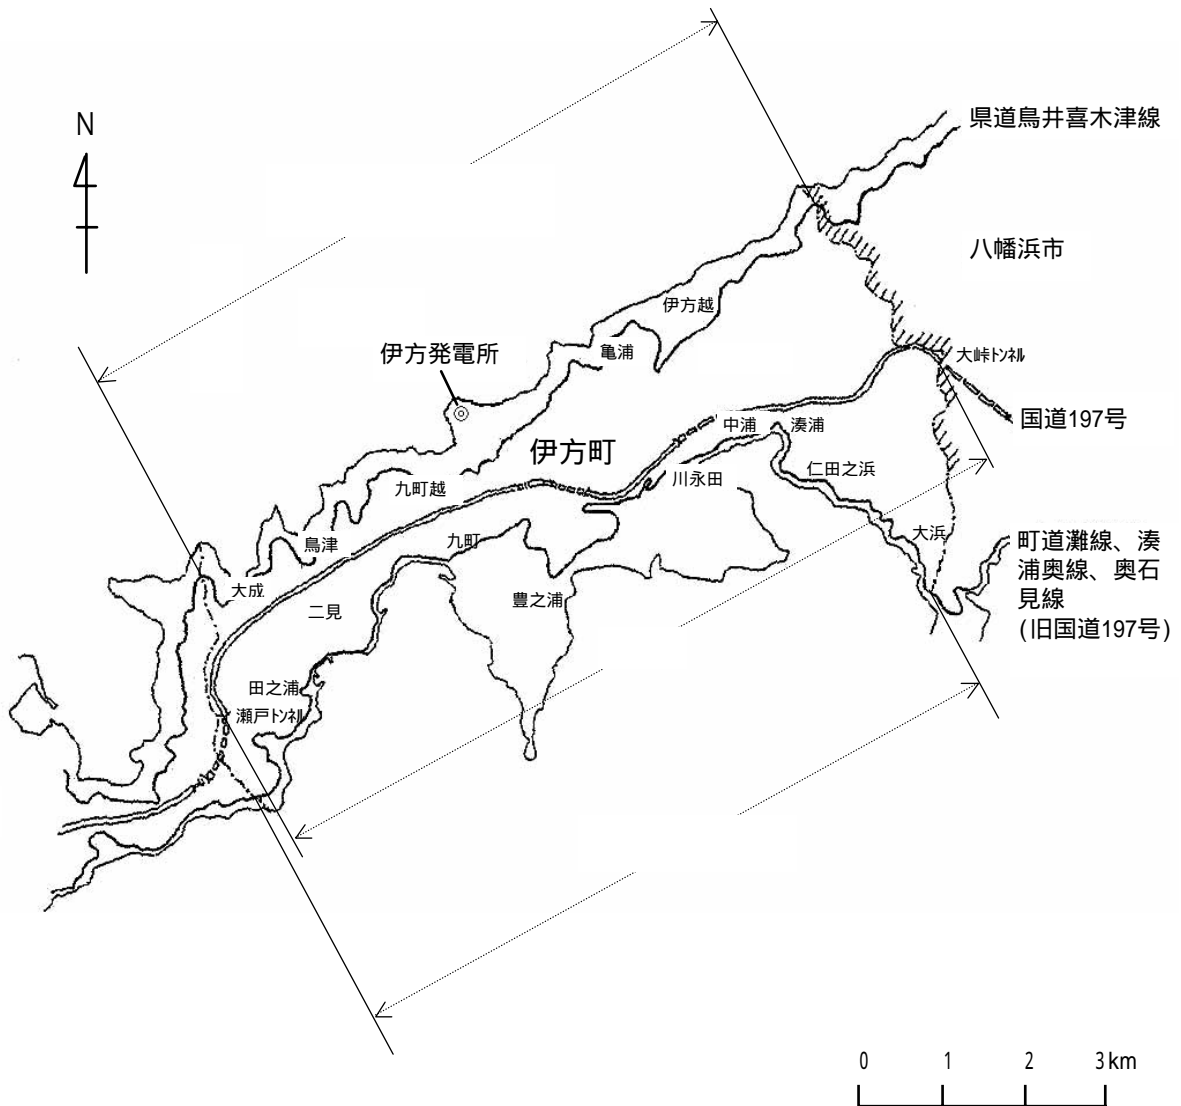 N
県道鳥井喜木津線
八幡浜市
伊方越
伊方発電所
亀浦
大峠トンネル
国道197号
伊方町
中浦
湊浦
仁田之浜
川永田
九町越
鳥津
九町
大浜
町道灘線、湊
浦奥線、奥石
見線
(旧国道197号)
大成
二見
豊之浦
田之浦
瀬戸トンネル
0 1 2 3km